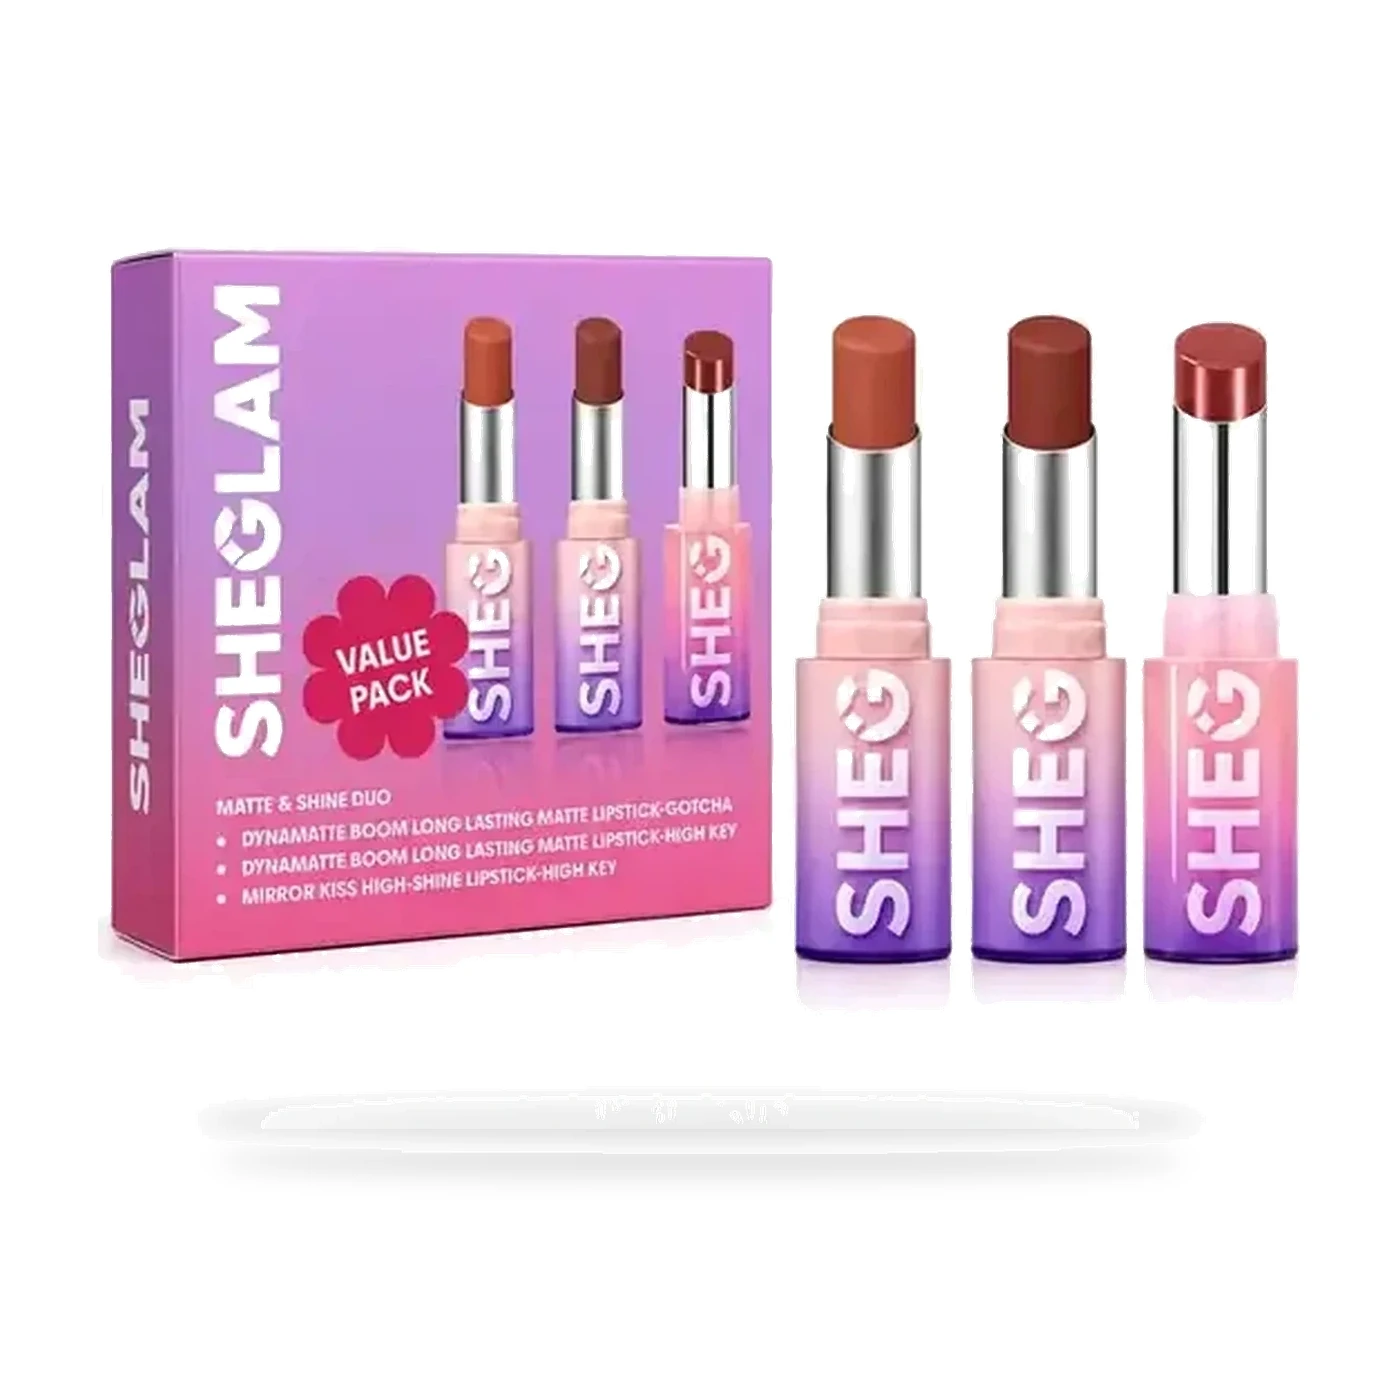 SHEGLAM
SHEGLAM
VALUE
PACK
SHEG
SHEG
SHEG
MATTE & SHINE DUO
• DYNAMATTE BOOM LONG LASTING MATTE LIPSTICK-GOTCHA
• DYNAMATTE BOOM LONG LASTING MATTE LIPSTICK-HIGH KEY
• MIRROR KISS HIGH-SHINE LIPSTICK-HIGH KEY
SHEG
SHEG
SHEG